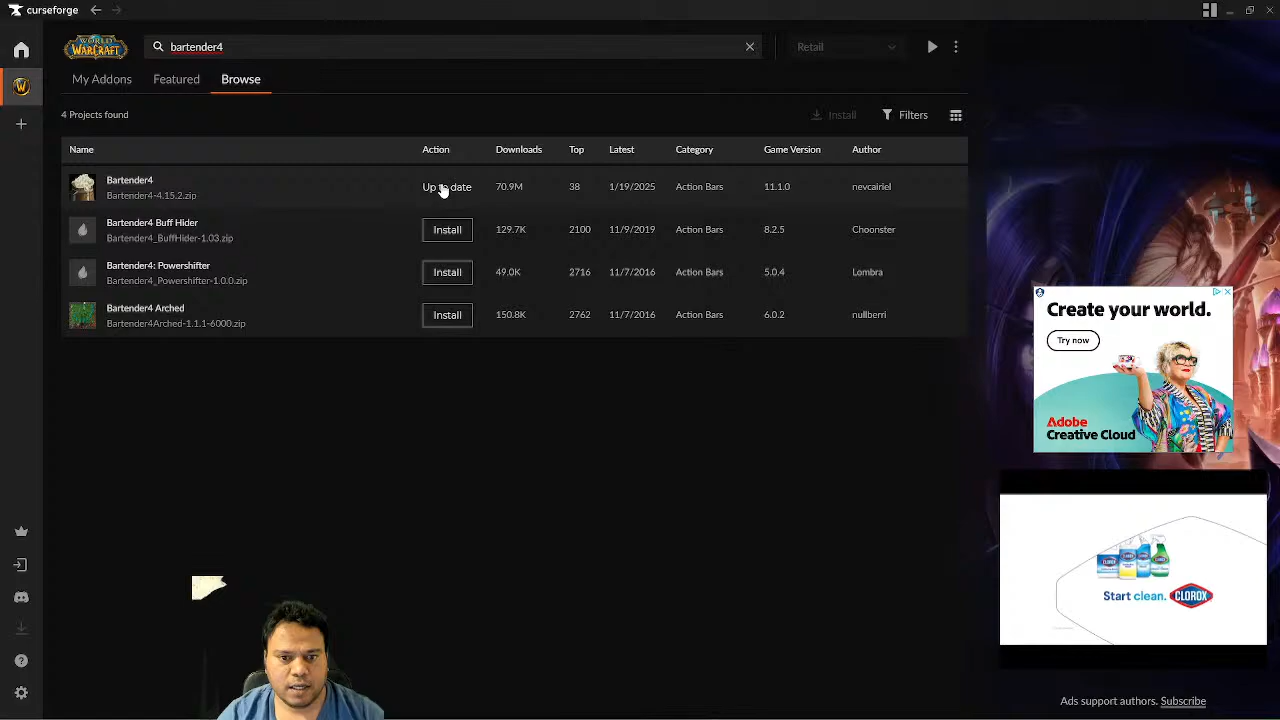 curseforge
WORLD WARCRAFT
bartender4
Retail
My Addons
Featured
Browse
4 Projects found
Install
Filters
Name
Action
Downloads
Top
Latest
Category
Game Version
Author
Bartender4
Bartender4-4.15.2.zip
Up date
70.9M
38
1/19/2025
Action Bars
11.1.0
nevcairiel
Bartender4 Buff Hider
Bartender4_BuffHider-1.03.zip
Install
129.7K
2100
11/9/2019
Action Bars
8.2.5
Choonster
Bartender4: Powershifter
Bartender4_Powershifter-1.0.0.zip
Install
49.0K
2716
11/7/2016
Action Bars
5.0.4
Lombra
Bartender4 Arched
Bartender4Arched-1.1.1-6000.zip
Install
150.8K
2762
11/7/2016
Action Bars
6.0.2
nullberri
Create your world.
Try now
Adobe
Creative Cloud
Start clean. CLOROX
Ads support authors. Subscribe